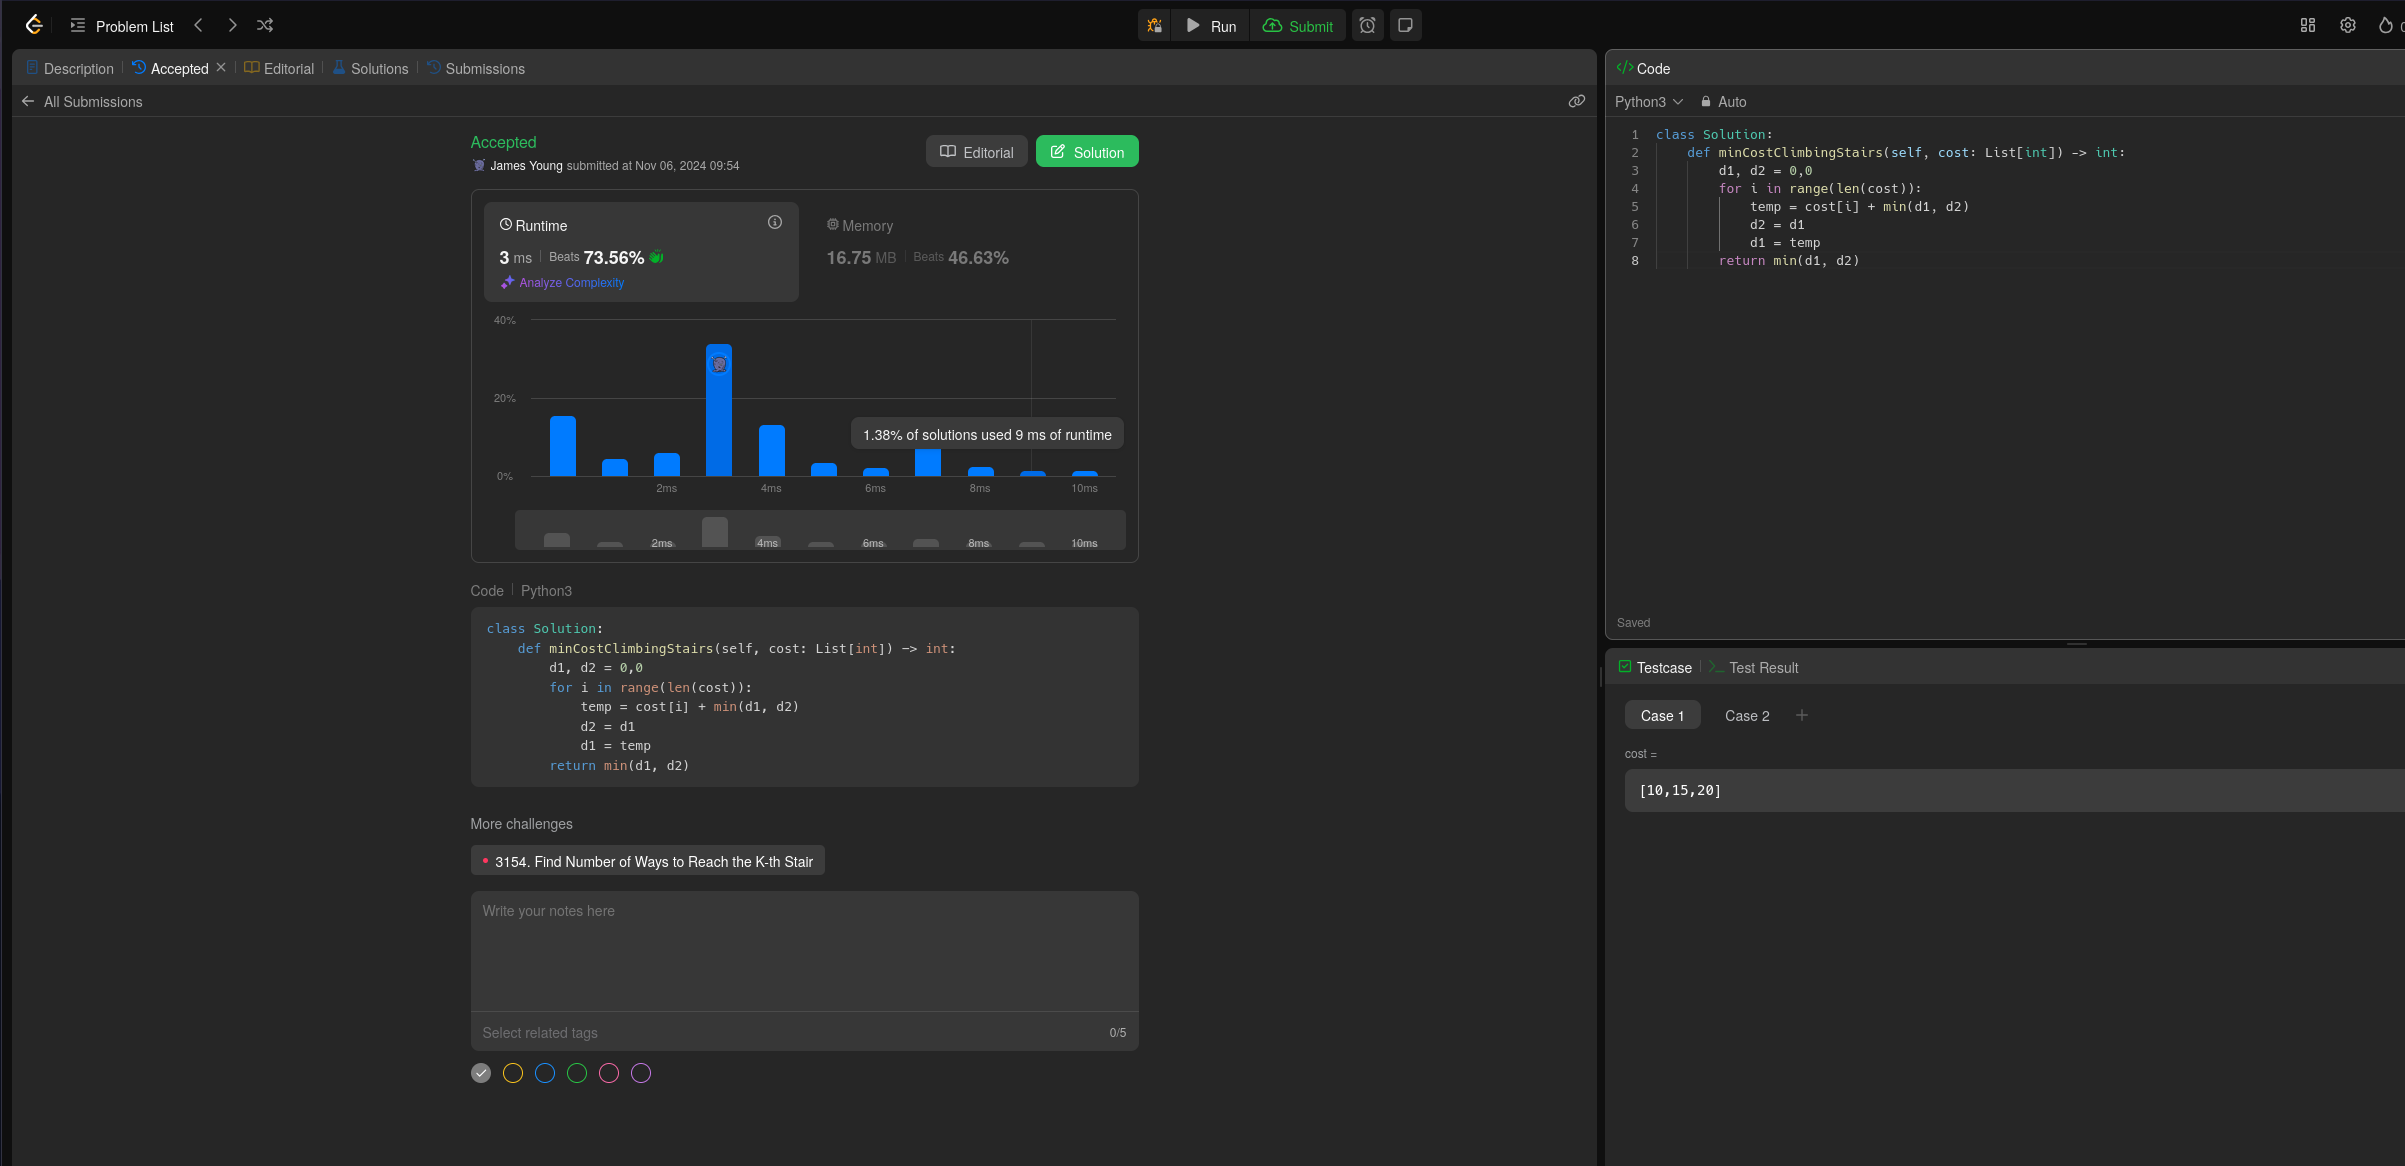 Problem List
Run
Submit
Description
Accepted
Editorial
Solutions
Submissions
All Submissions
Accepted
James Young submitted at Nov 06, 2024 09:54
Editorial
Solution
Runtime
3 ms
Beats 73.56%
Analyze Complexity
Memory
16.75 MB
Beats 46.63%
40%
20%
0%
1.38% of solutions used 9 ms of runtime
2ms
4ms
6ms
8ms
10ms
2ms
4ms
6ms
8ms
10ms
Code
Python3
class Solution:
    def minCostClimbingStairs(self, cost: List[int]) -> int:
        d1, d2 = 0,0
        for i in range(len(cost)):
            temp = cost[i] + min(d1, d2)
            d2 = d1
            d1 = temp
        return min(d1, d2)
More challenges
3154. Find Number of Ways to Reach the K-th Stair
Write your notes here
Select related tags
0/5
</> Code
Python3
Auto
1 class Solution:
2     def minCostClimbingStairs(self, cost: List[int]) -> int:
3         d1, d2 = 0,0
4         for i in range(len(cost)):
5             temp = cost[i] + min(d1, d2)
6             d2 = d1
7             d1 = temp
8         return min(d1, d2)
Saved
Testcase
Test Result
Case 1
Case 2
cost =
[10,15,20]